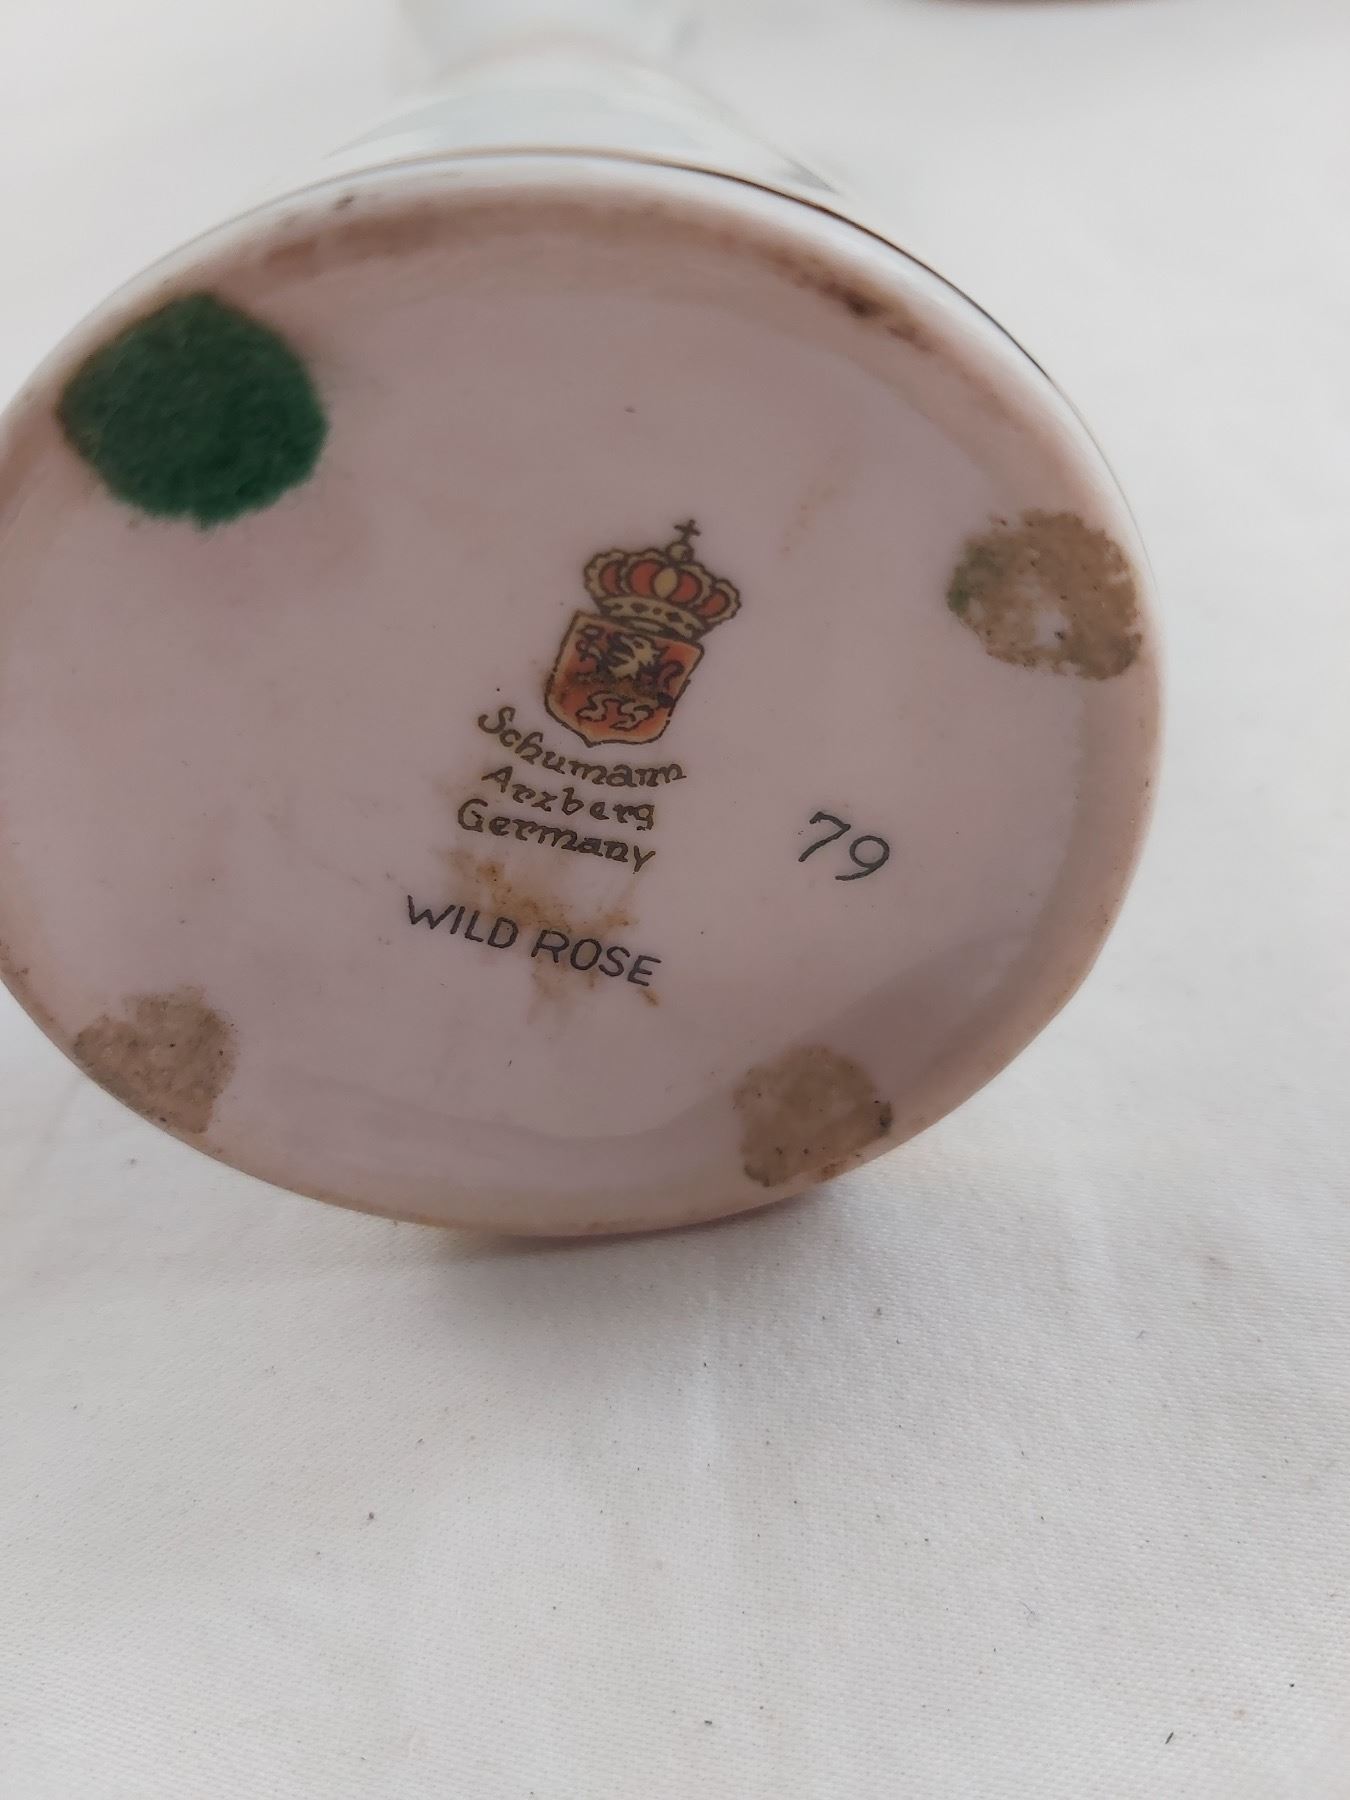 Schumann
Arzberg
Germany
79
WILD ROSE